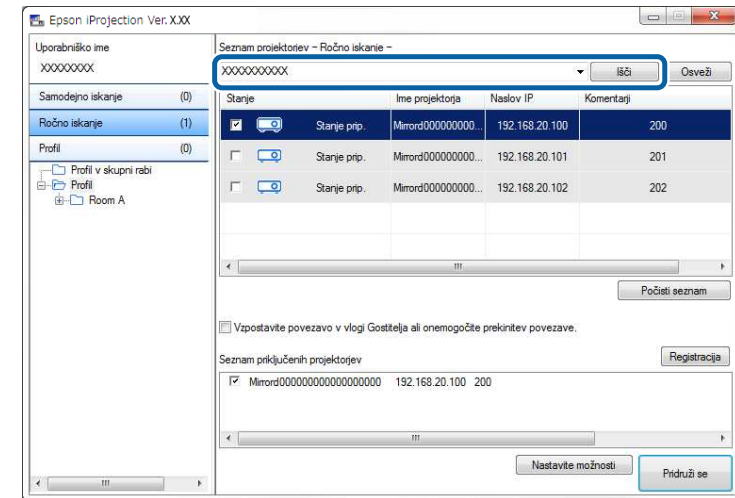 Epson iProjection Ver. X.XX
Uporabniško ime
XXXXXXXX
Samodejno iskanje (0)
Ročno iskanje (1)
Profil (0)
Profil v skupni rabi
Profil
Room A
Seznam projektorjev - Ročno iskanje -
XXXXXXXXXX Išči Osveži
Stanje Ime projektorja Naslov IP Komentarji
Stanje prip. Mirrord000000000... 192.168.20.100 200
Stanje prip. Mirrord000000000... 192.168.20.101 201
Stanje prip. Mirrord000000000... 192.168.20.102 202
Počisti seznam
Vzpostavite povezavo v vlogi Gostitelja ali onemogočite prekinitev povezave.
Seznam priključenih projektorjev Registracija
Mirrord000000000000000000 192.168.20.100 200
Nastavite možnosti Pridruži se